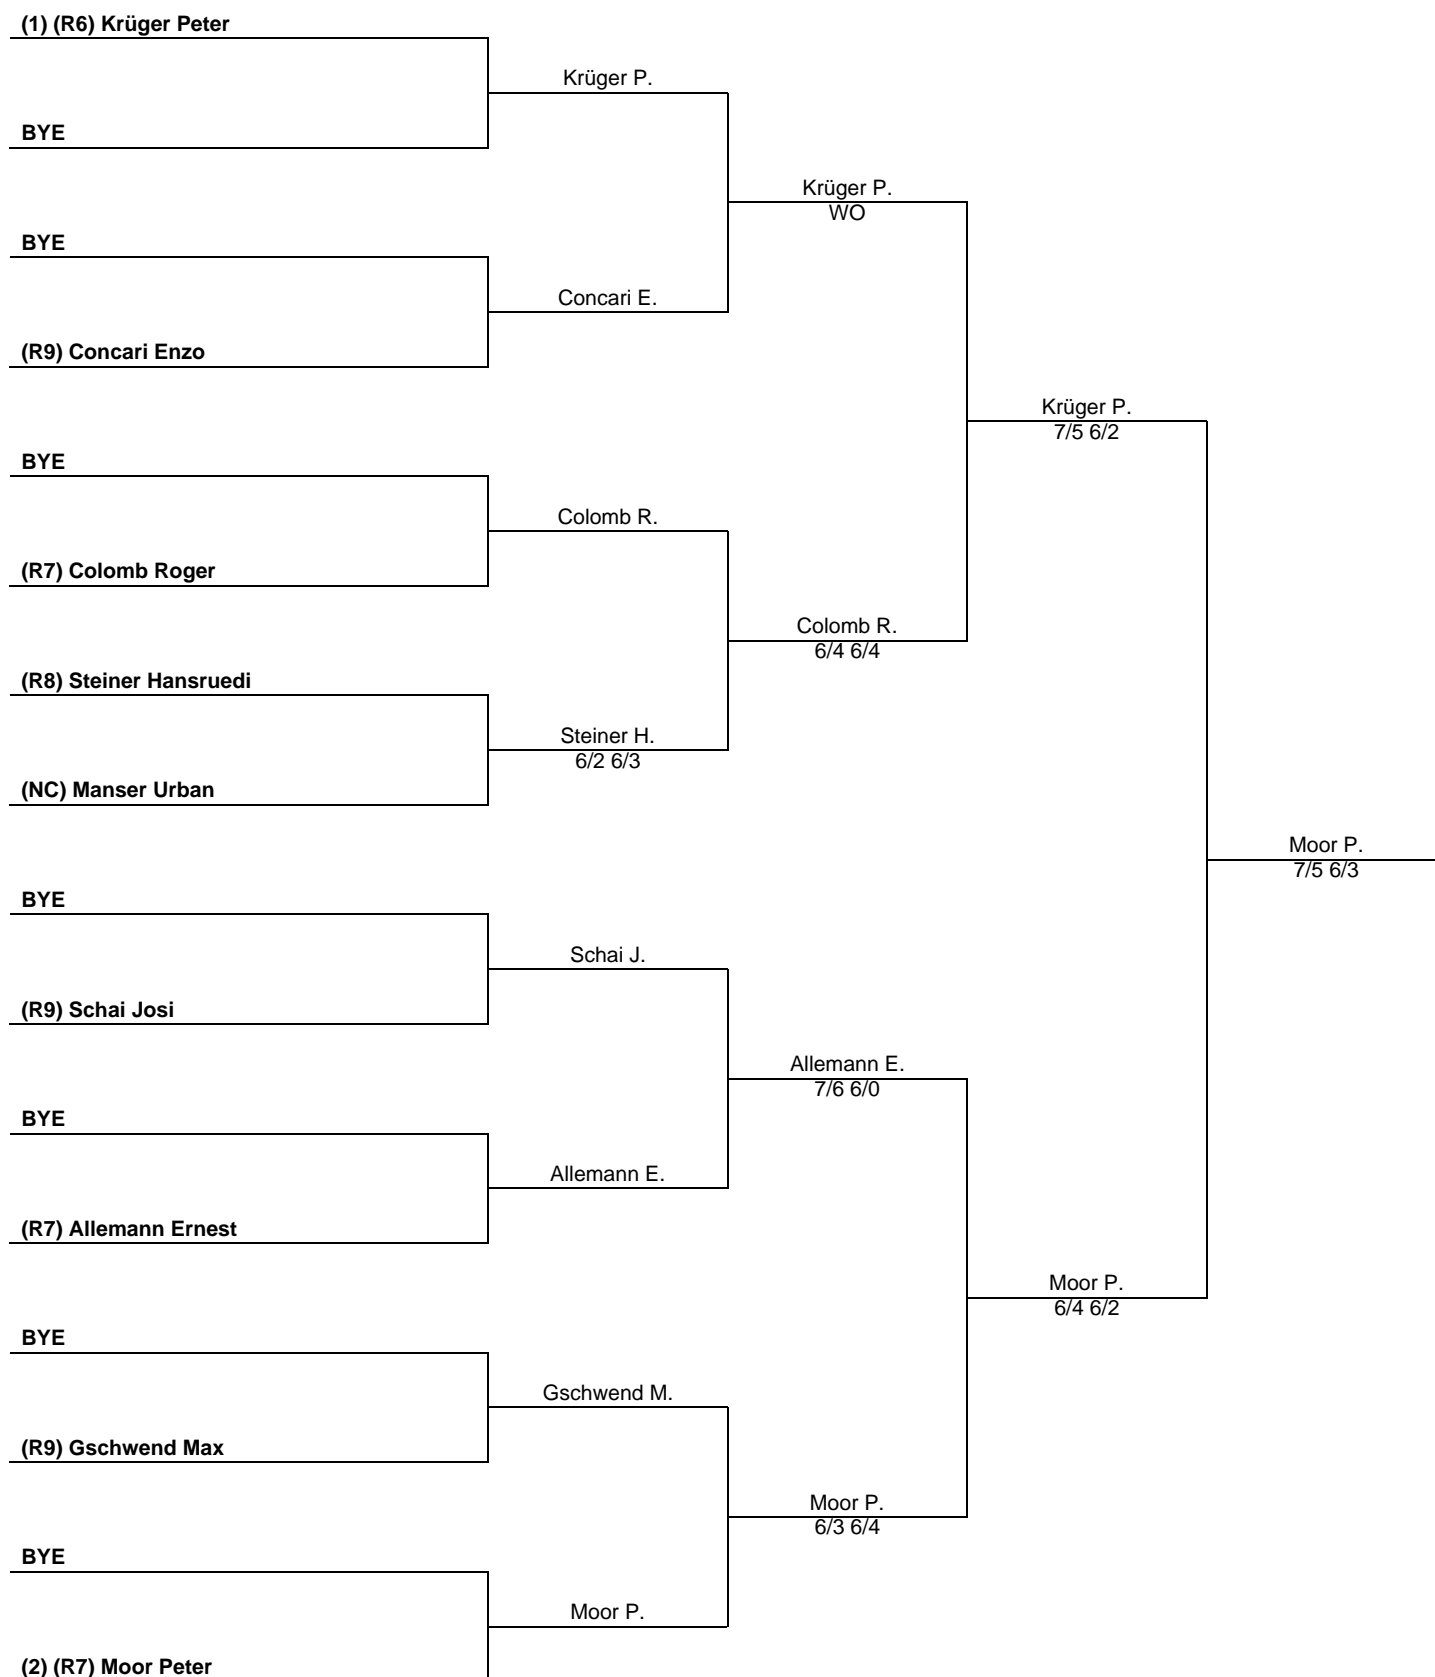 (1) (R6) Krüger Peter
Krüger P.
BYE
Krüger P.
WO
BYE
Concari E.
(R9) Concari Enzo
Krüger P.
7/5 6/2
BYE
Colomb R.
(R7) Colomb Roger
Colomb R.
6/4 6/4
(R8) Steiner Hansruedi
Steiner H.
6/2 6/3
(NC) Manser Urban
Moor P.
7/5 6/3
BYE
Schai J.
(R9) Schai Josi
Allemann E.
7/6 6/0
BYE
Allemann E.
(R7) Allemann Ernest
Moor P.
6/4 6/2
BYE
Gschwend M.
(R9) Gschwend Max
Moor P.
6/3 6/4
BYE
Moor P.
(2) (R7) Moor Peter